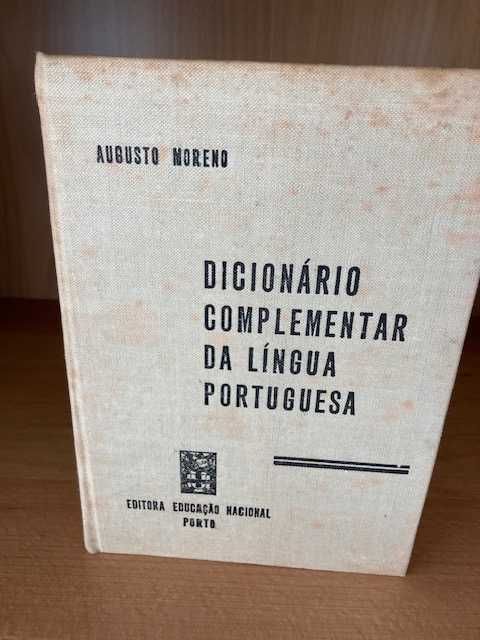 AUGUSTO MORENO
DICIONÁRIO
COMPLEMENTAR
DA LÍNGUA
PORTUGUESA
EDITORA EDUCAÇÃO NACIONAL
PORTO